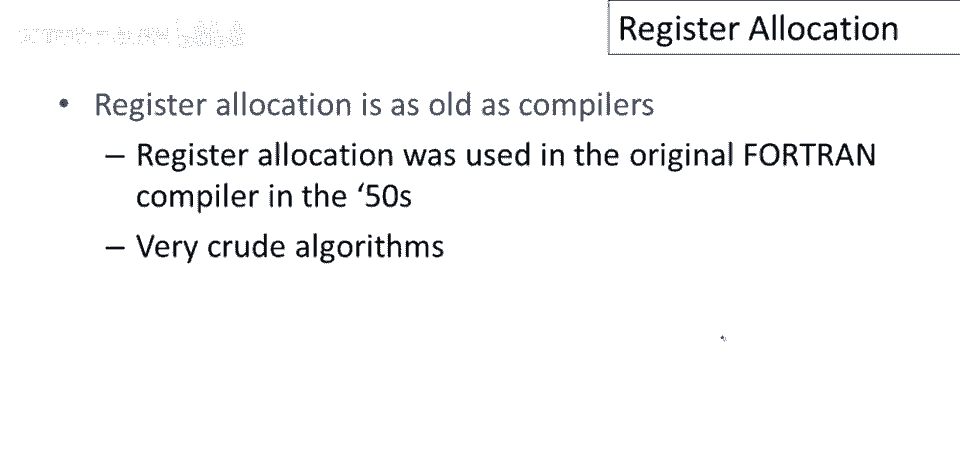 Register Allocation
• Register allocation is as old as compilers
– Register allocation was used in the original FORTRAN
compiler in the ‘50s
– Very crude algorithms